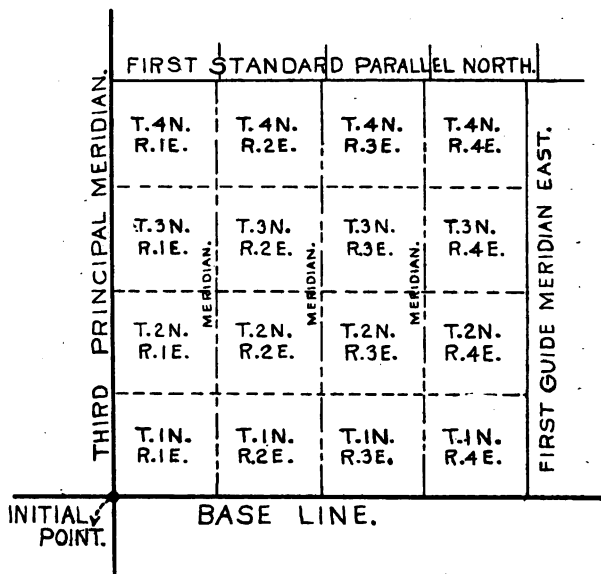 FIRST STANDARD PARALLEL NORTH.
THIRD PRINCIPAL MERIDIAN.
T.4N. T.4N. T.4N. T.4N.
R.1E. R.2E. R.3E. R.4E.
T.3N. T.3N. T.3N. T.3N.
R.1E. R.2E. R.3E. R.4E.
MERIDIAN.
MERIDIAN.
MERIDIAN.
T.2N. T.2N. T.2N. T.2N.
R.1E. R.2E. R.3E. R.4E.
T.1N. T.1N. T.1N. T.1N.
R.1E. R.2E. R.3E. R.4E.
FIRST GUIDE MERIDIAN EAST.
INITIAL
POINT.
BASE LINE.